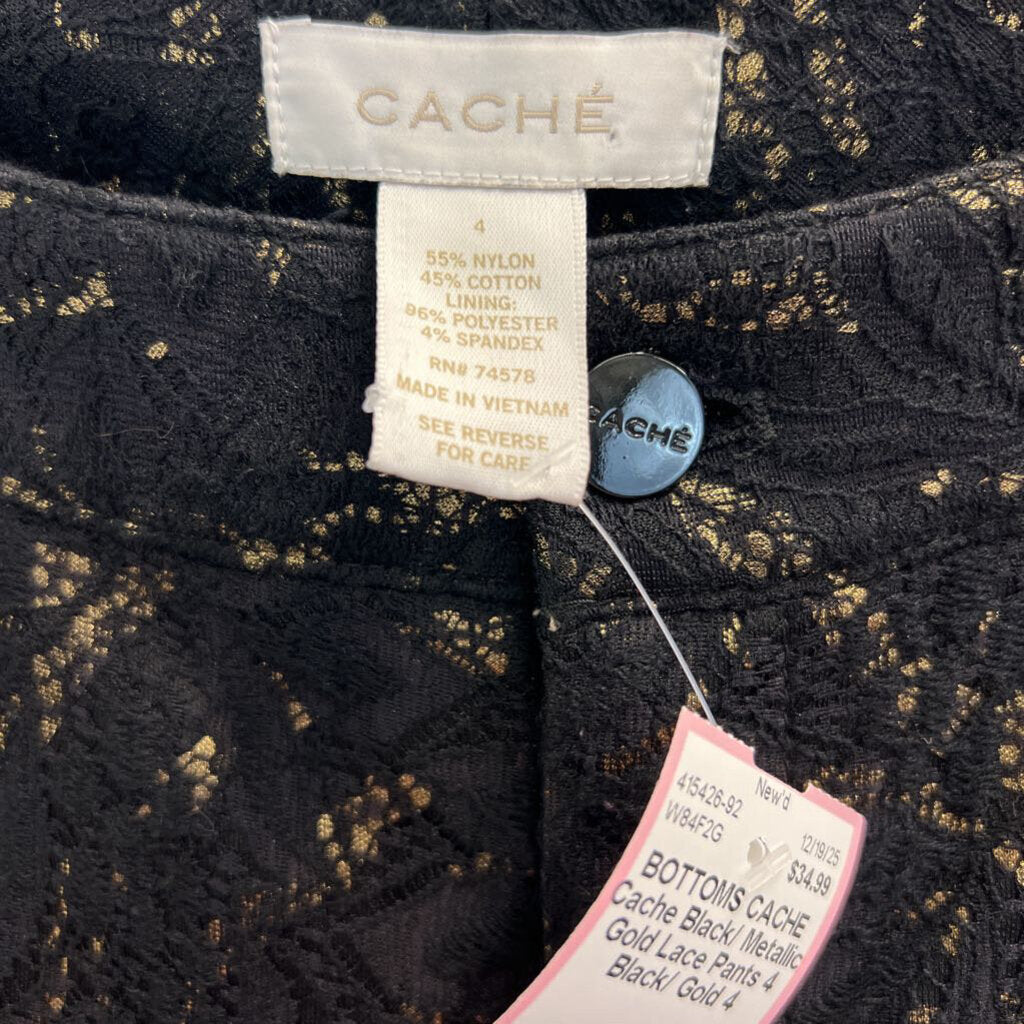 CACHÉ
4
55% NYLON
45% COTTON
LINING:
96% POLYESTER
4% SPANDEX
RN# 74578
MADE IN VIETNAM
SEE REVERSE
FOR CARE
CACHÉ
New'd
415426-92
12/19/25
W84F2G
$34.99
BOTTOMS CACHE
Cache Black/ Metallic
Gold Lace Pants 4
Black/ Gold 4